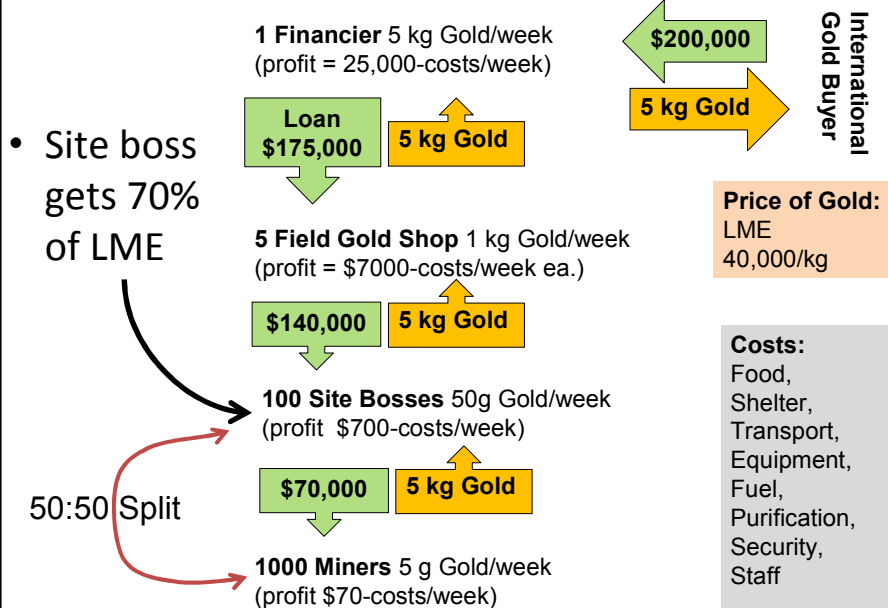 1 Financier 5 kg Gold/week
(profit = 25,000-costs/week)
$200,000
5 kg Gold
International
Gold Buyer
Loan
$175,000
5 kg Gold
• Site boss
gets 70%
of LME
Price of Gold:
LME
40,000/kg
5 Field Gold Shop 1 kg Gold/week
(profit = $7000-costs/week ea.)
$140,000
5 kg Gold
Costs:
Food,
Shelter,
Transport,
Equipment,
Fuel,
Purification,
Security,
Staff
100 Site Bosses 50g Gold/week
(profit $700-costs/week)
50:50 Split
$70,000
5 kg Gold
1000 Miners 5 g Gold/week
(profit $70-costs/week)